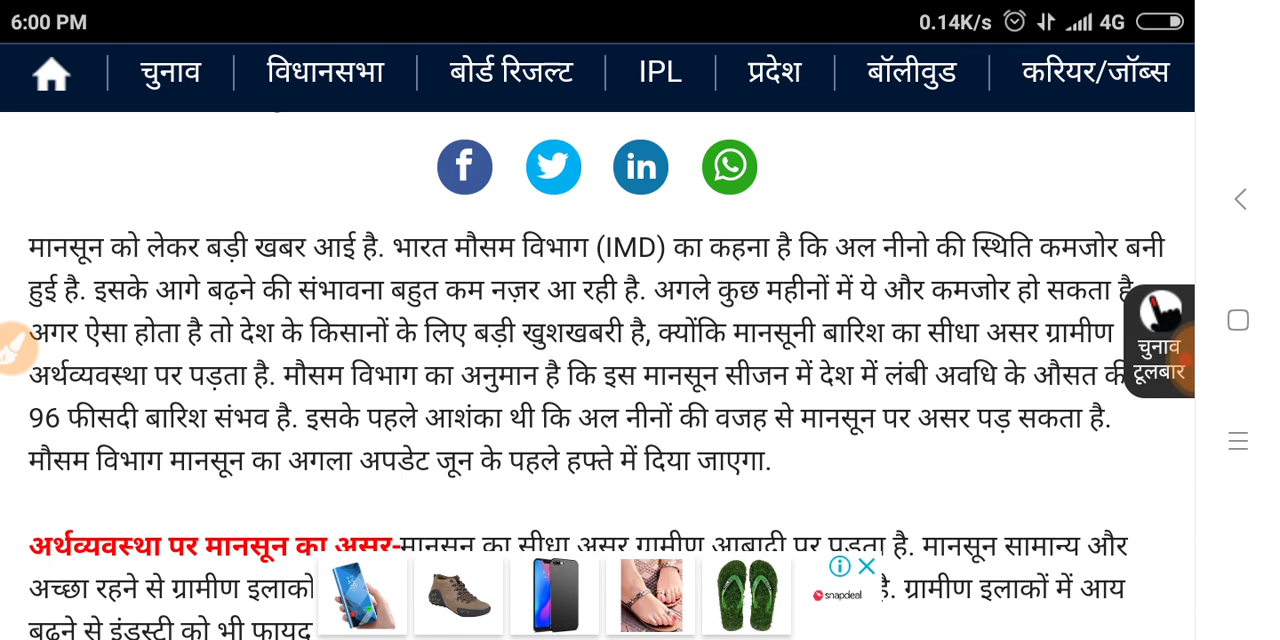 6:00 PM 0.14K/s 4G
चुनाव विधानसभा बोर्ड रिजल्ट IPL प्रदेश बॉलीवुड करियर/जॉब्स
मानसून को लेकर बड़ी खबर आई है. भारत मौसम विभाग (IMD) का कहना है कि अल नीनो की स्थिति कमजोर बनी
हुई है. इसके आगे बढ़ने की संभावना बहुत कम नज़र आ रही है. अगले कुछ महीनों में ये और कमजोर हो सकता है
अगर ऐसा होता है तो देश के किसानों के लिए बड़ी खुशखबरी है, क्योंकि मानसूनी बारिश का सीधा असर ग्रामीण
चुनाव
टूलबार
अर्थव्यवस्था पर पड़ता है. मौसम विभाग का अनुमान है कि इस मानसून सीजन में देश में लंबी अवधि के औसत की
96 फीसदी बारिश संभव है. इसके पहले आशंका थी कि अल नीनों की वजह से मानसून पर असर पड़ सकता है.
मौसम विभाग मानसून का अगला अपडेट जून के पहले हफ्ते में दिया जाएगा.
अर्थव्यवस्था पर मानसून का असर-मानसून का सीधा असर ग्रामीण आबादी पर पड़ता है. मानसून सामान्य और
अच्छा रहने से ग्रामीण इलाकों है. ग्रामीण इलाकों में आय
snapdeal
बढ़ने से इंडस्ट्री को भी